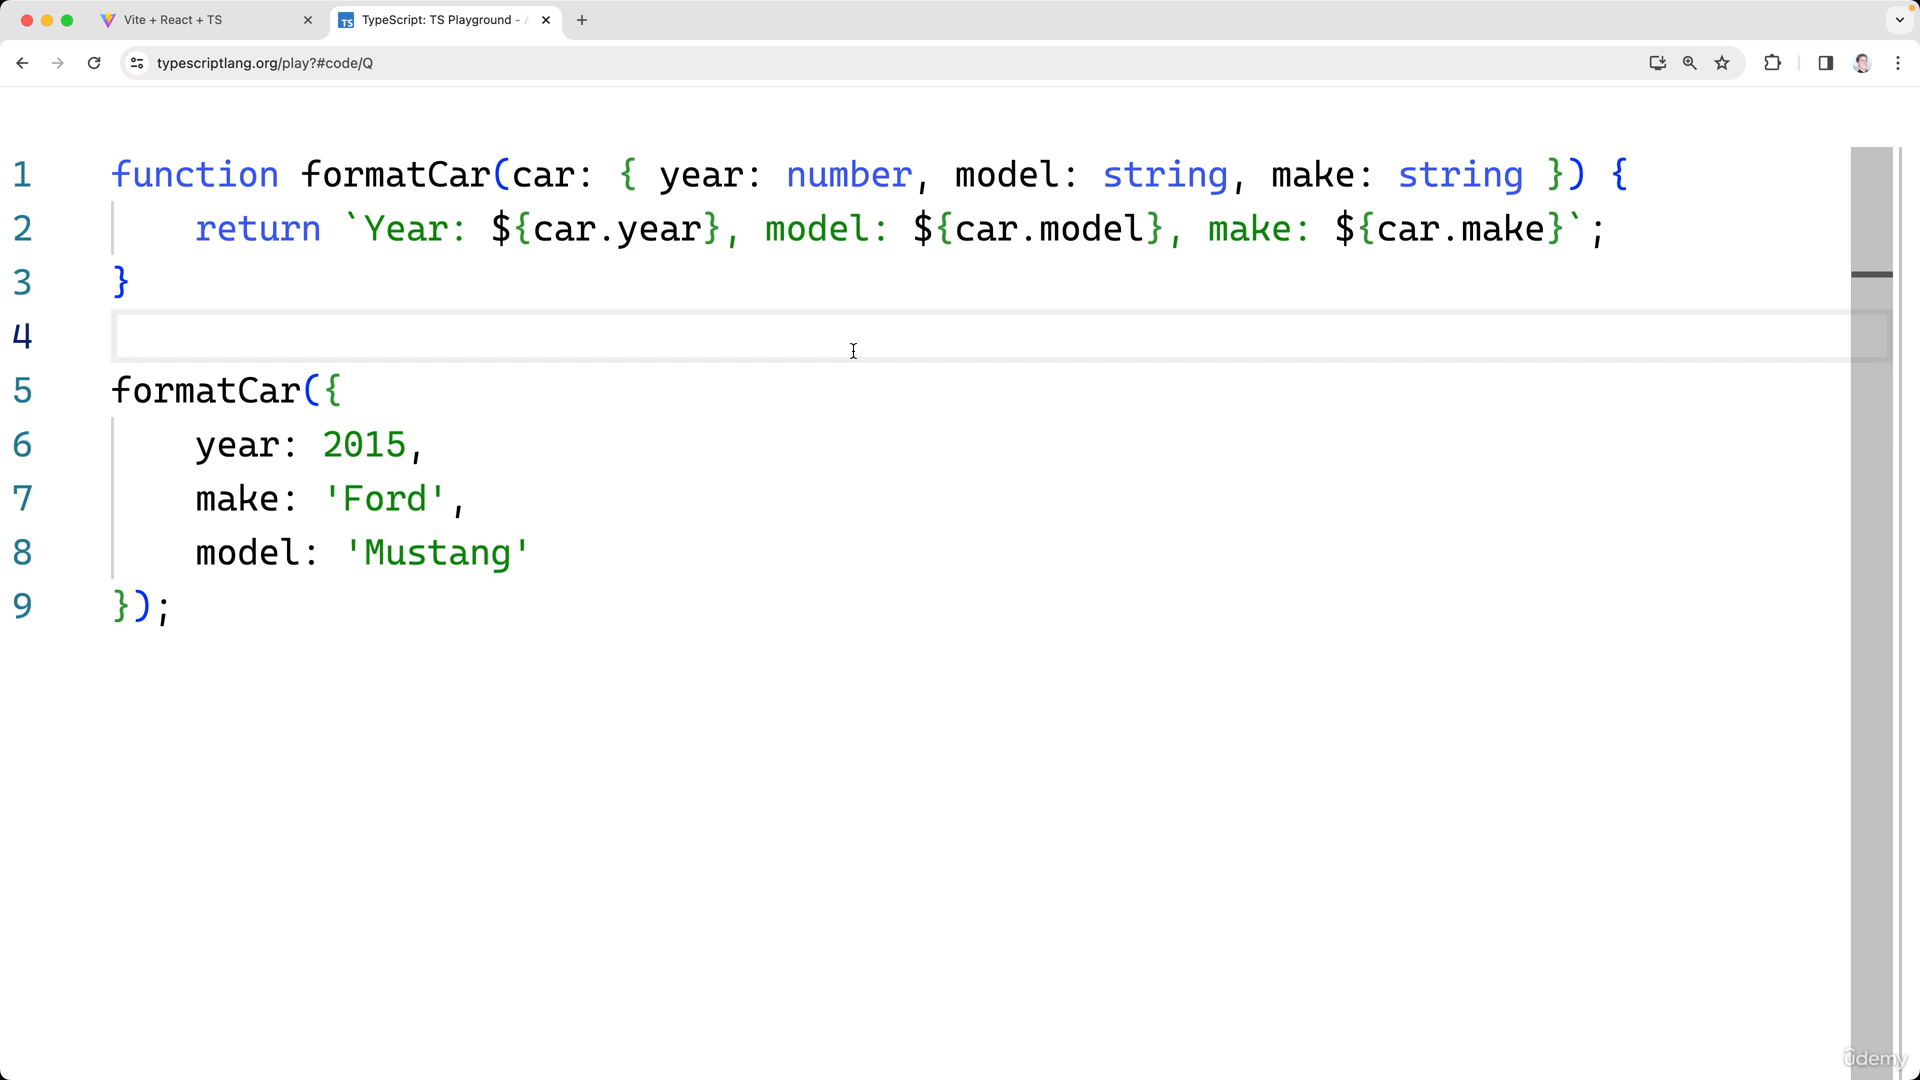 Vite + React + TS
TypeScript: TS Playground -
typescriptlang.org/play?#code/Q
1 function formatCar(car: { year: number, model: string, make: string }) {
2 return `Year: ${car.year}, model: ${car.model}, make: ${car.make}`;
3 }
4
5 formatCar({
6 year: 2015,
7 make: 'Ford',
8 model: 'Mustang'
9 });
ûdemy